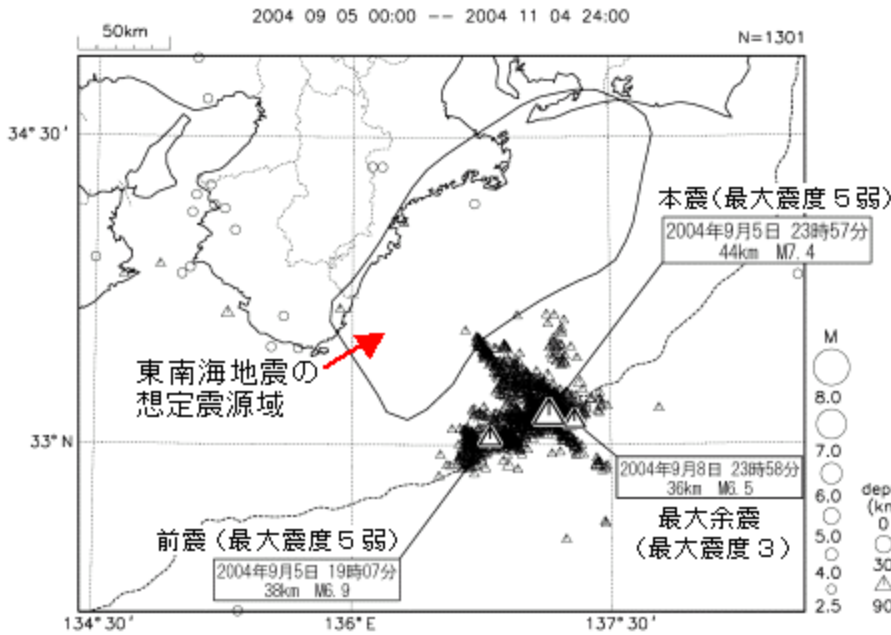 2004 09 05 00:00 -- 2004 11 04 24:00
50km
N=1301
34°30'
本震(最大震度5弱)
2004年9月5日 23時57分
44km M7.4
東南海地震の
想定震源域
M
8.0
7.0
6.0
5.0
4.0
2.5
33°N
2004年9月8日 23時58分
36km M6.5
最大余震
(最大震度3)
dep
(km
0
30
90
前震(最大震度5弱)
2004年9月5日 19時07分
38km M6.9
134°30'
136°E
137°30'